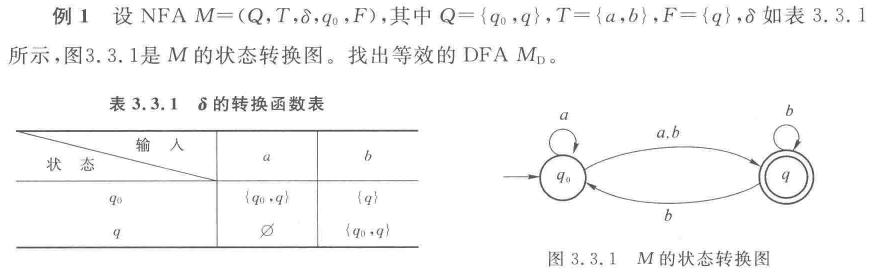 例 1 设 NFA M=(Q,T,δ,q₀,F),其中 Q={q₀,q},T={a,b},F={q},δ 如表 3.3.1
所示,图3.3.1是 M 的状态转换图。找出等效的 DFA M_D。
表 3.3.1 δ 的转换函数表
输 入
状 态
a b
q₀ {q₀,q} {q}
q ∅ {q₀,q}
a
a,b
b
q₀
q
b
图 3.3.1 M 的状态转换图